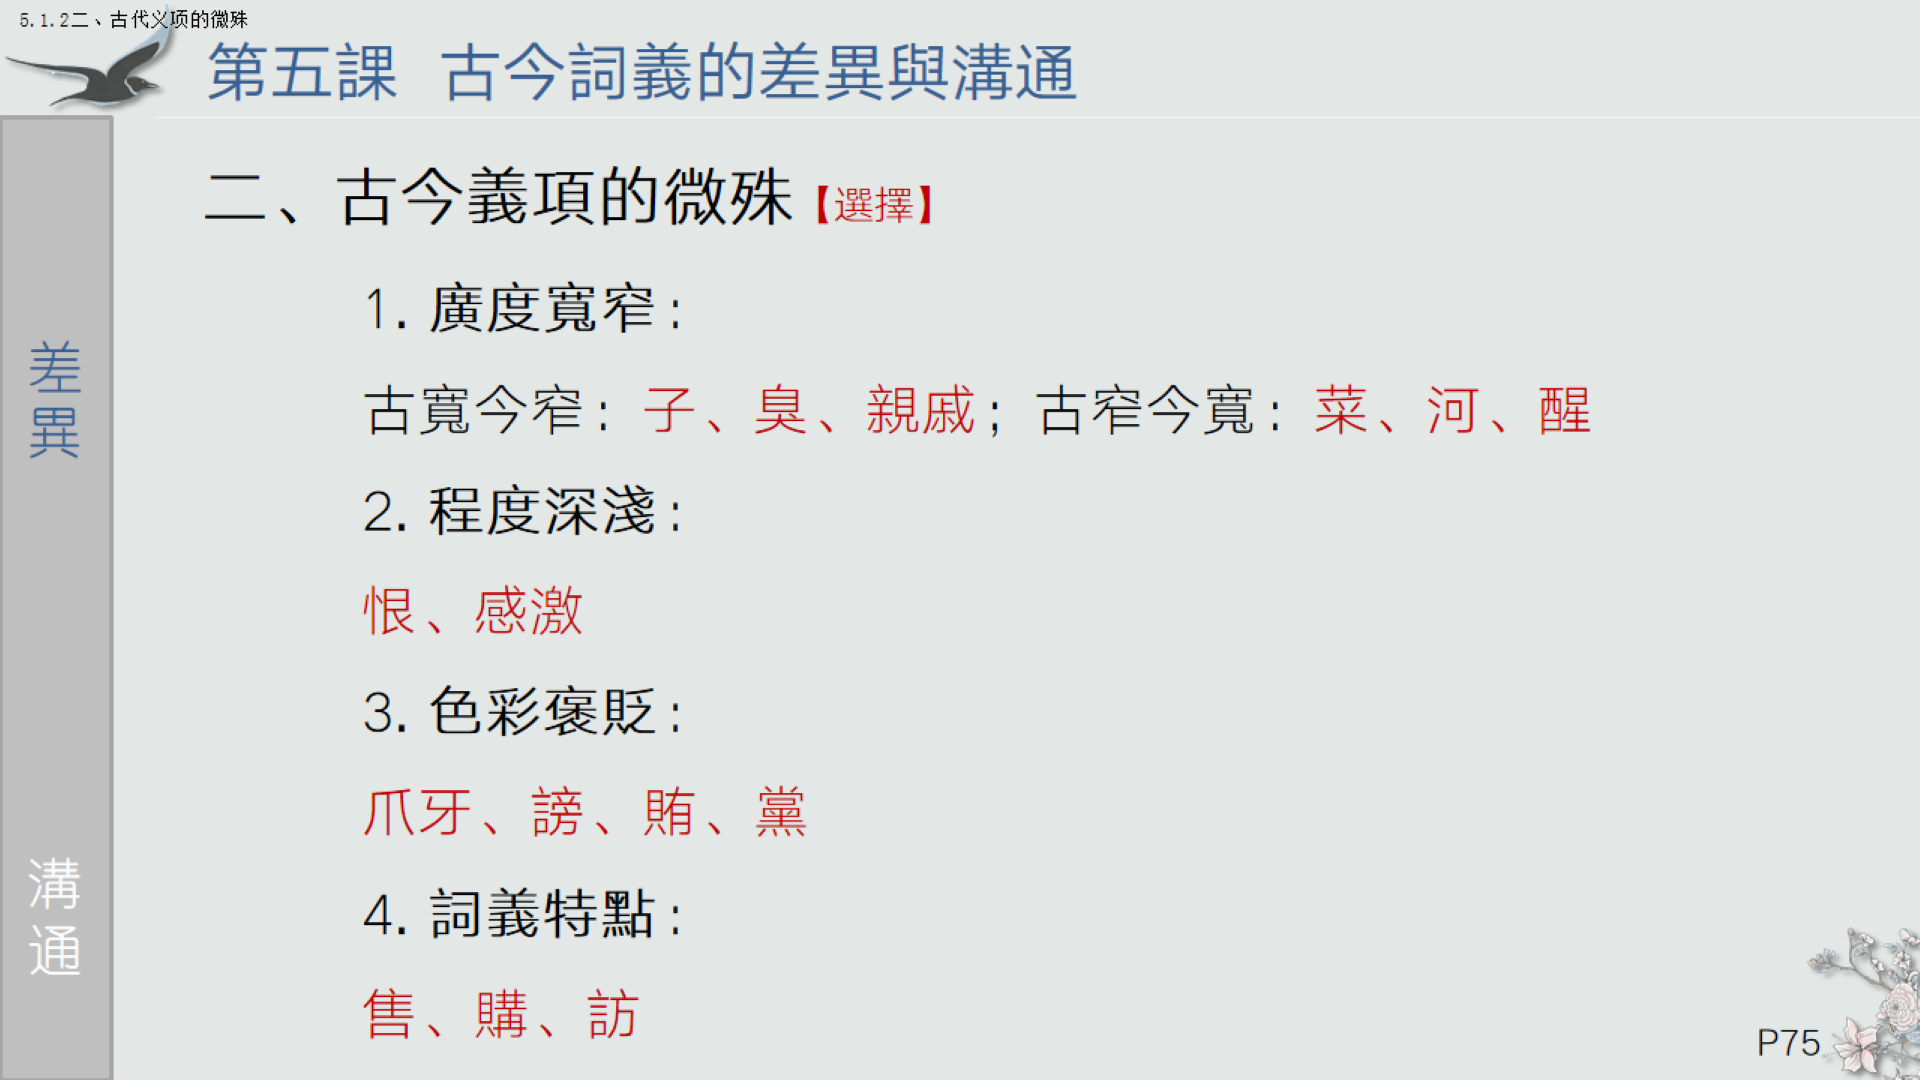 5.1.2二、古代义项的微殊
第五課 古今詞義的差異與溝通
差異
溝通
二、古今義項的微殊【選擇】
1. 廣度寬窄：
古寬今窄：子、臭、親戚；古窄今寬：菜、河、醒
2. 程度深淺：
恨、感激
3. 色彩褒貶：
爪牙、謗、賄、黨
4. 詞義特點：
售、購、訪
P75